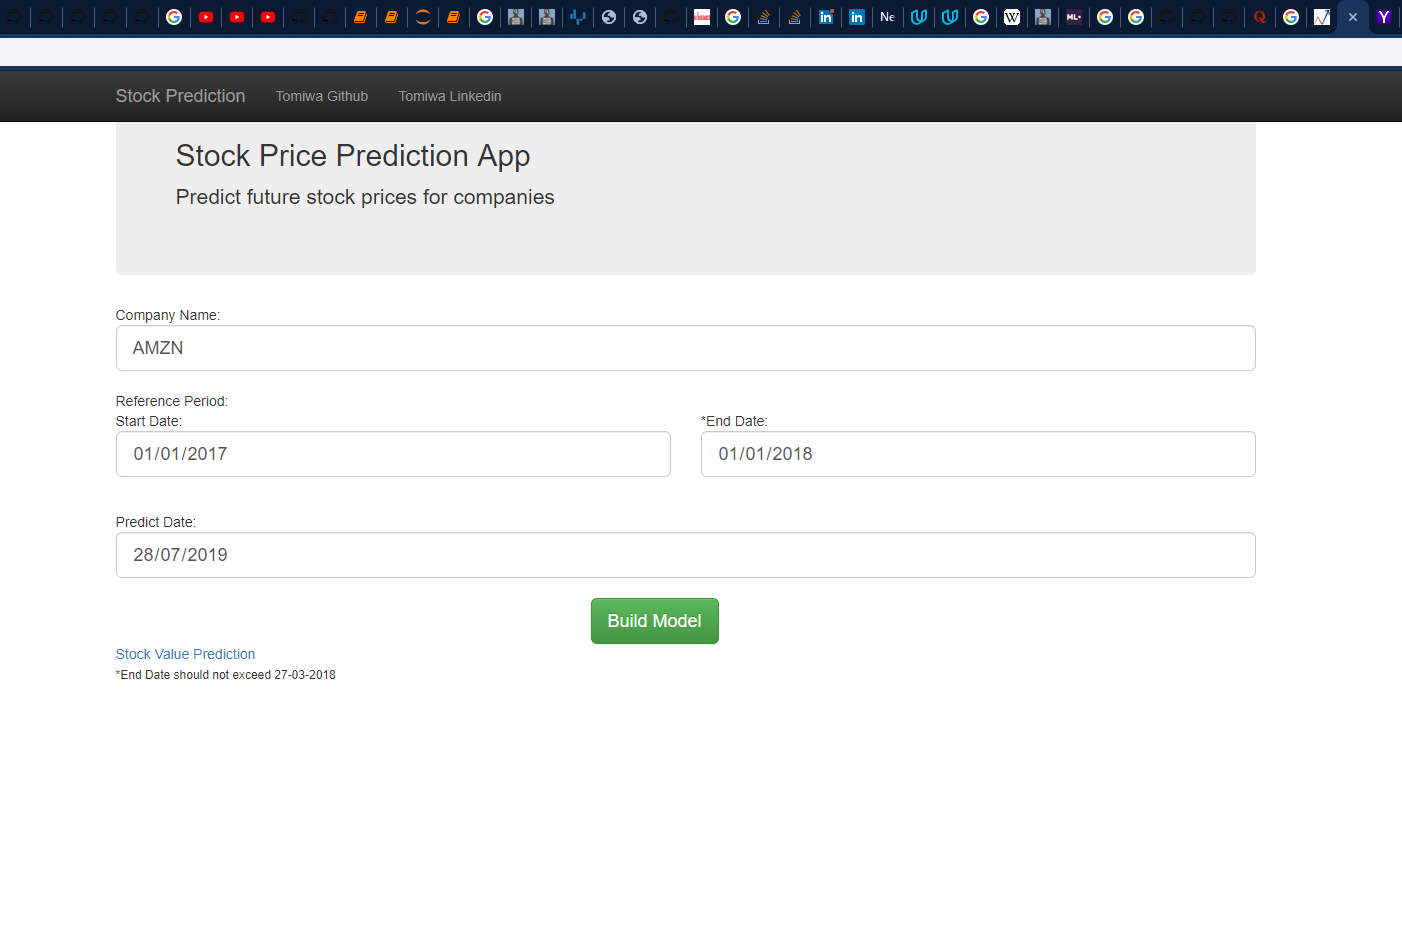 Ne W ML• Q Y
Stock Prediction Tomiwa Github Tomiwa Linkedin
Stock Price Prediction App
Predict future stock prices for companies
Company Name:
AMZN
Reference Period:
Start Date: *End Date:
01/01/2017 01/01/2018
Predict Date:
28/07/2019
Build Model
Stock Value Prediction
*End Date should not exceed 27-03-2018